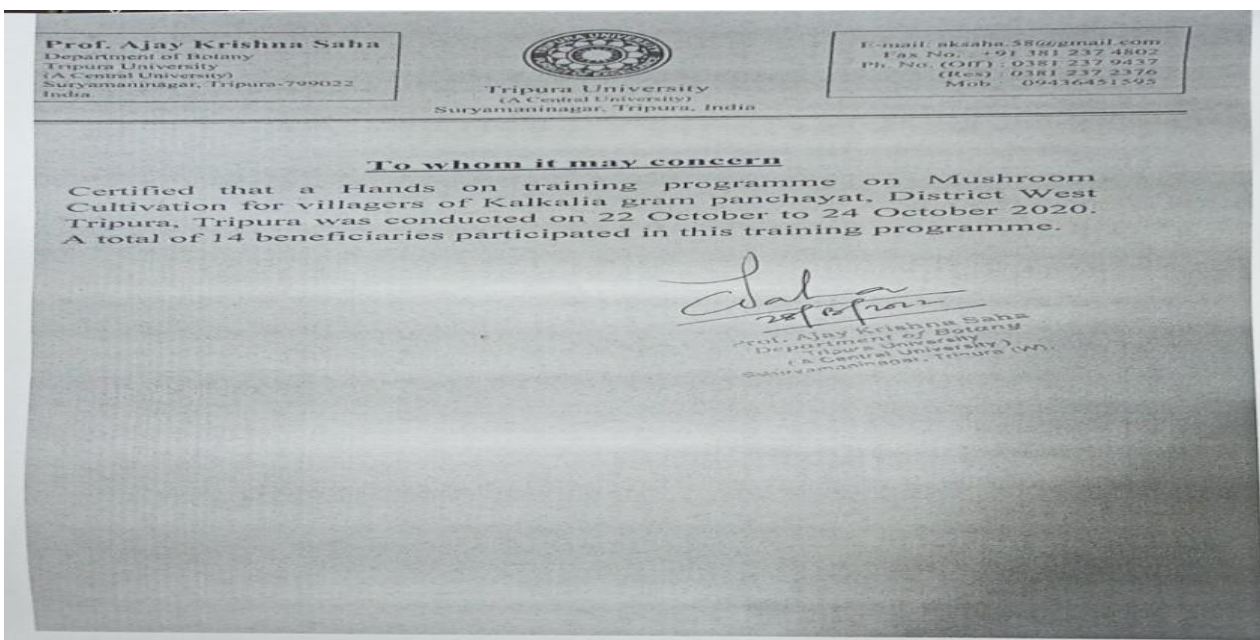 Prof. Ajay Krishna Saha
Department of Botany
Tripura University
(A Central University)
Suryamaninagar, Tripura-799022
India
TRIPURA UNIVERSITY
Tripura University
(A Central University)
Suryamaninagar, Tripura, India
E-mail: aksaha.58@gmail.com
Fax No. : +91 381 237 4802
Ph. No. (Off) : 0381 237 9437
(Res) : 0381 237 2376
Mob : 09436451595
To whom it may concern
Certified that a Hands on training programme on Mushroom
Cultivation for villagers of Kalkalia gram panchayat, District West
Tripura, Tripura was conducted on 22 October to 24 October 2020.
A total of 14 beneficiaries participated in this training programme.
Saha
Prof. Ajay Krishna Saha
Department of Botany
Tripura University
(A Central University)
Suryamaninagar, Tripura (W).